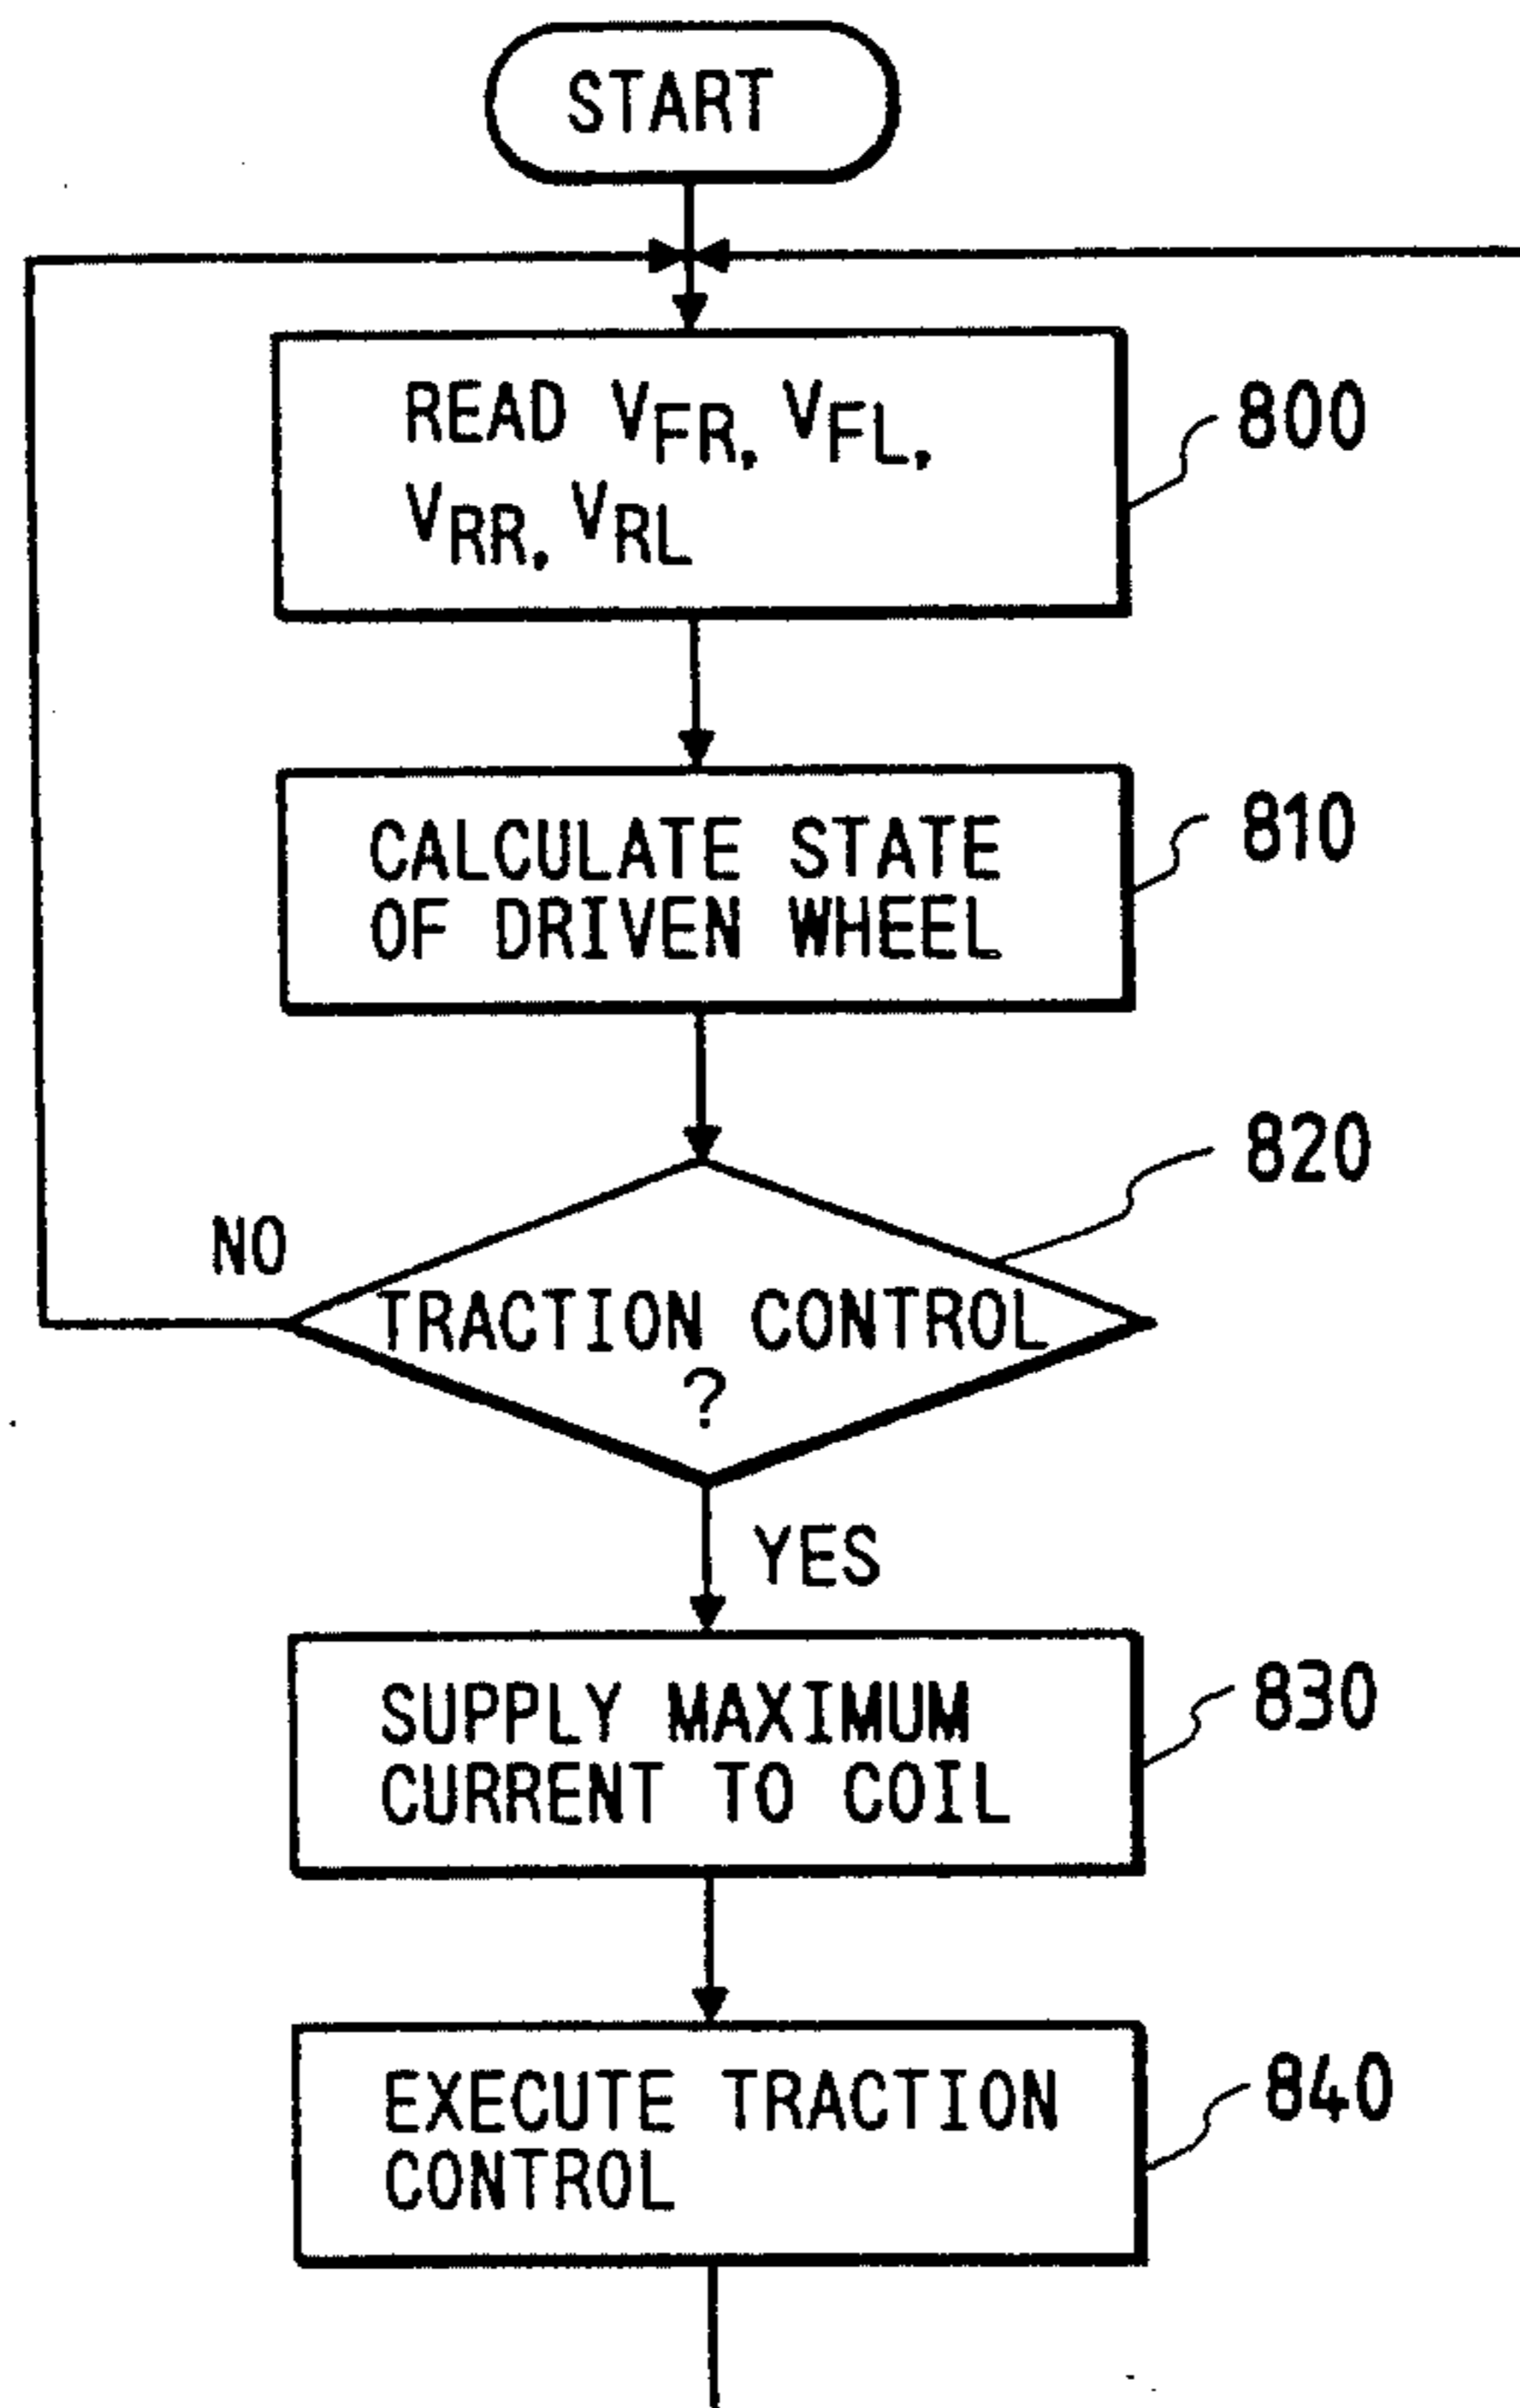 START
READ VFR, VFL,
VRR, VRL
800
CALCULATE STATE
OF DRIVEN WHEEL
810
820
NO
TRACTION CONTROL
?
YES
SUPPLY MAXIMUM
CURRENT TO COIL
830
EXECUTE TRACTION
CONTROL
840